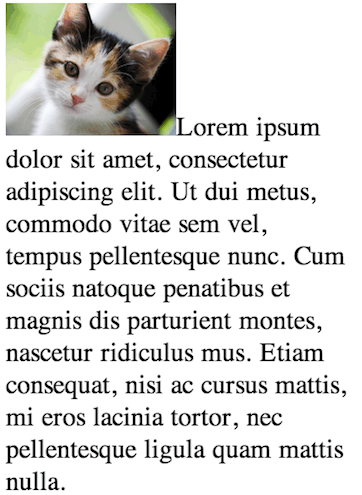 Lorem ipsum
dolor sit amet, consectetur
adipiscing elit. Ut dui metus,
commodo vitae sem vel,
tempus pellentesque nunc. Cum
sociis natoque penatibus et
magnis dis parturient montes,
nascetur ridiculus mus. Etiam
consequat, nisi ac cursus mattis,
mi eros lacinia tortor, nec
pellentesque ligula quam mattis
nulla.